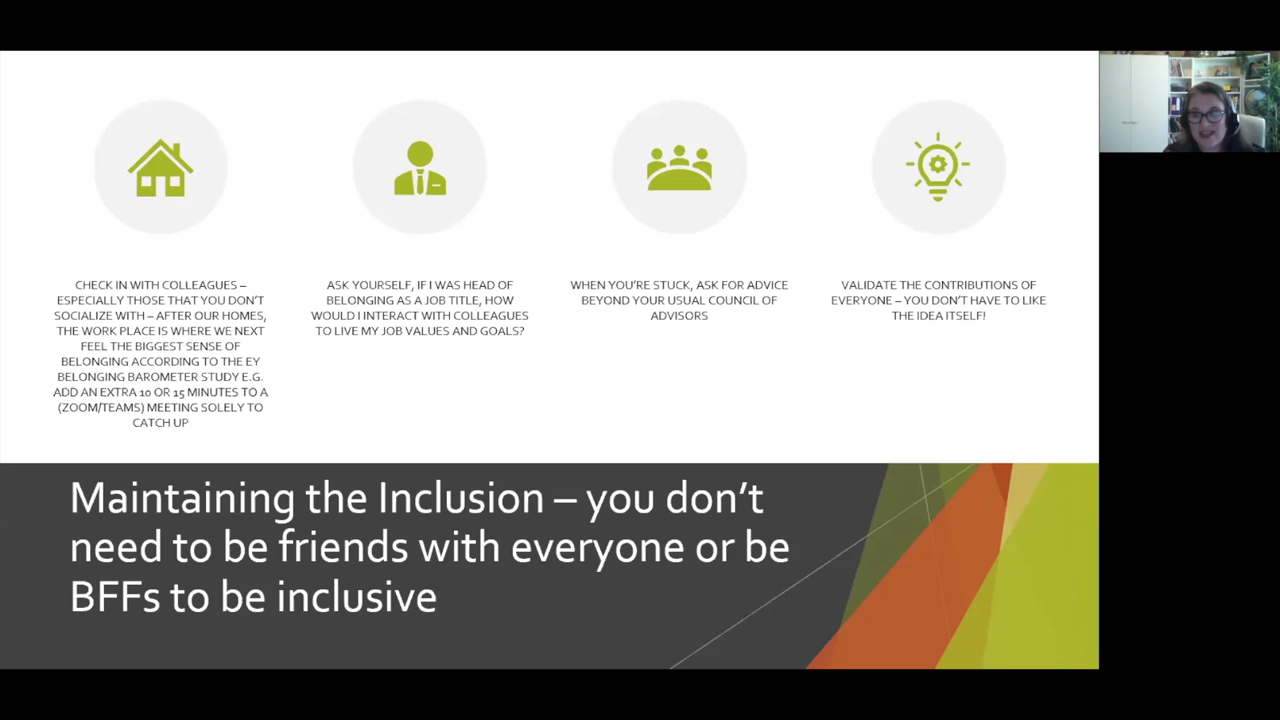 CHECK IN WITH COLLEAGUES –
ESPECIALLY THOSE THAT YOU DON'T
SOCIALIZE WITH – AFTER OUR HOMES,
THE WORK PLACE IS WHERE WE NEXT
FEEL THE BIGGEST SENSE OF
BELONGING ACCORDING TO THE EY
BELONGING BAROMETER STUDY E.G.
ADD AN EXTRA 10 OR 15 MINUTES TO A
(ZOOM/TEAMS) MEETING SOLELY TO
CATCH UP
ASK YOURSELF, IF I WAS HEAD OF
BELONGING AS A JOB TITLE, HOW
WOULD I INTERACT WITH COLLEAGUES
TO LIVE MY JOB VALUES AND GOALS?
WHEN YOU'RE STUCK, ASK FOR ADVICE
BEYOND YOUR USUAL COUNCIL OF
ADVISORS
VALIDATE THE CONTRIBUTIONS OF
EVERYONE – YOU DON'T HAVE TO LIKE
THE IDEA ITSELF!
Maintaining the Inclusion – you don't
need to be friends with everyone or be
BFFs to be inclusive